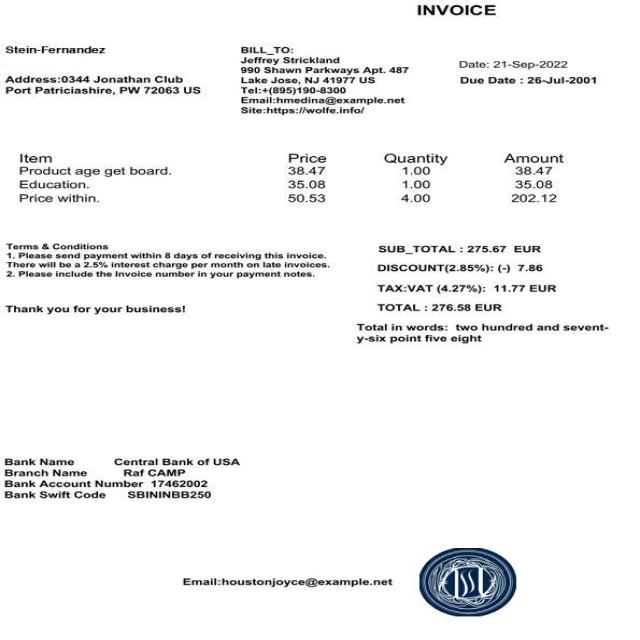 INVOICE
Stein-Fernandez
Address:0344 Jonathan Club
Port Patriciashire, PW 72063 US
BILL_TO:
Jeffrey Strickland
990 Shawn Parkways Apt. 487
Lake Jose, NJ 41977 US
Tel:+(895)190-8300
Email:hmedina@example.net
Site:https://wolfe.info/
Date: 21-Sep-2022
Due Date : 26-Jul-2001
Item Price Quantity Amount
Product age get board. 38.47 1.00 38.47
Education. 35.08 1.00 35.08
Price within. 50.53 4.00 202.12
Terms & Conditions
1. Please send payment within 8 days of receiving this invoice.
There will be a 2.5% interest charge per month on late invoices.
2. Please include the Invoice number in your payment notes.
Thank you for your business!
SUB_TOTAL : 275.67 EUR
DISCOUNT(2.85%): (-) 7.86
TAX:VAT (4.27%): 11.77 EUR
TOTAL : 276.58 EUR
Total in words: two hundred and sevent-
y-six point five eight
Bank Name Central Bank of USA
Branch Name Raf CAMP
Bank Account Number 17462002
Bank Swift Code SBININBB250
Email:houstonjoyce@example.net